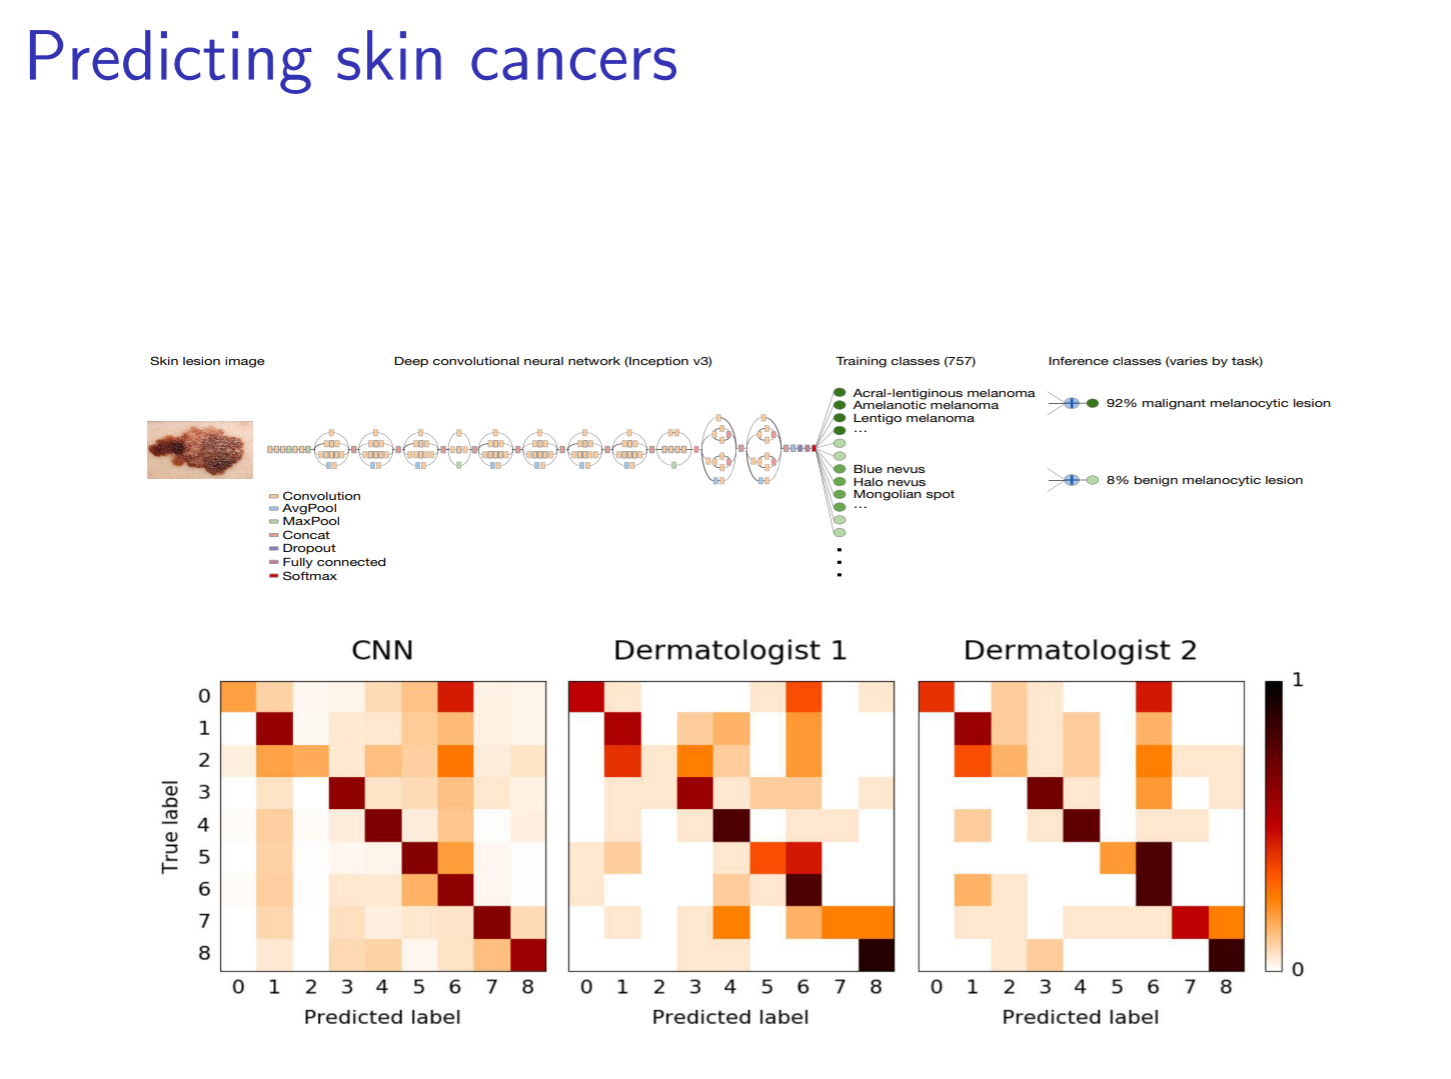 Predicting skin cancers
Skin lesion image
Deep convolutional neural network (Inception v3)
Training classes (757)
Inference classes (varies by task)
Acral-lentiginous melanoma
Amelanotic melanoma
Lentigo melanoma
...
Blue nevus
Halo nevus
Mongolian spot
...
92% malignant melanocytic lesion
8% benign melanocytic lesion
Convolution
AvgPool
MaxPool
Concat
Dropout
Fully connected
Softmax
CNN
Dermatologist 1
Dermatologist 2
True label
0
1
2
3
4
5
6
7
8
0 1 2 3 4 5 6 7 8
0 1 2 3 4 5 6 7 8
0 1 2 3 4 5 6 7 8
Predicted label
Predicted label
Predicted label
1
0